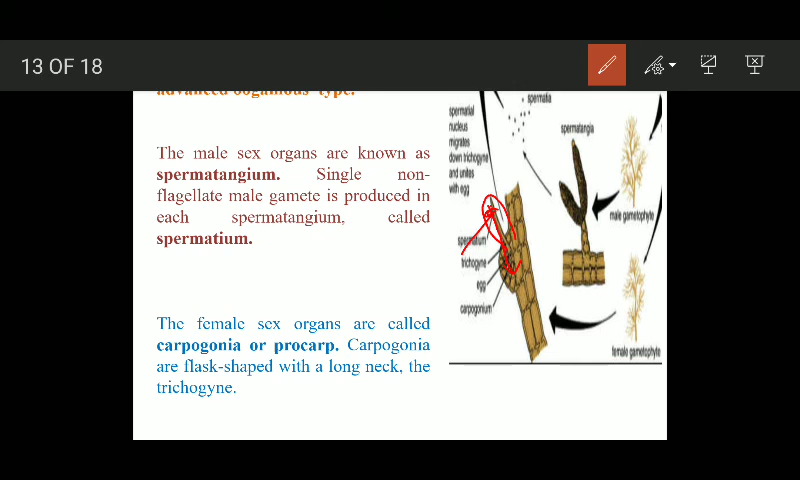 13 OF 18
advanced oogamous type.
The male sex organs are known as
spermatangium. Single non-
flagellate male gamete is produced in
each spermatangium, called
spermatium.
The female sex organs are called
carpogonia or procarp. Carpogonia
are flask-shaped with a long neck, the
trichogyne.
spermatial
nucleus
migrates
down trichogyne
and unites
with egg
spermatia
spermatangia
male gametophyte
spermatium
trichogyne
egg
carpogonium
female gametophyte